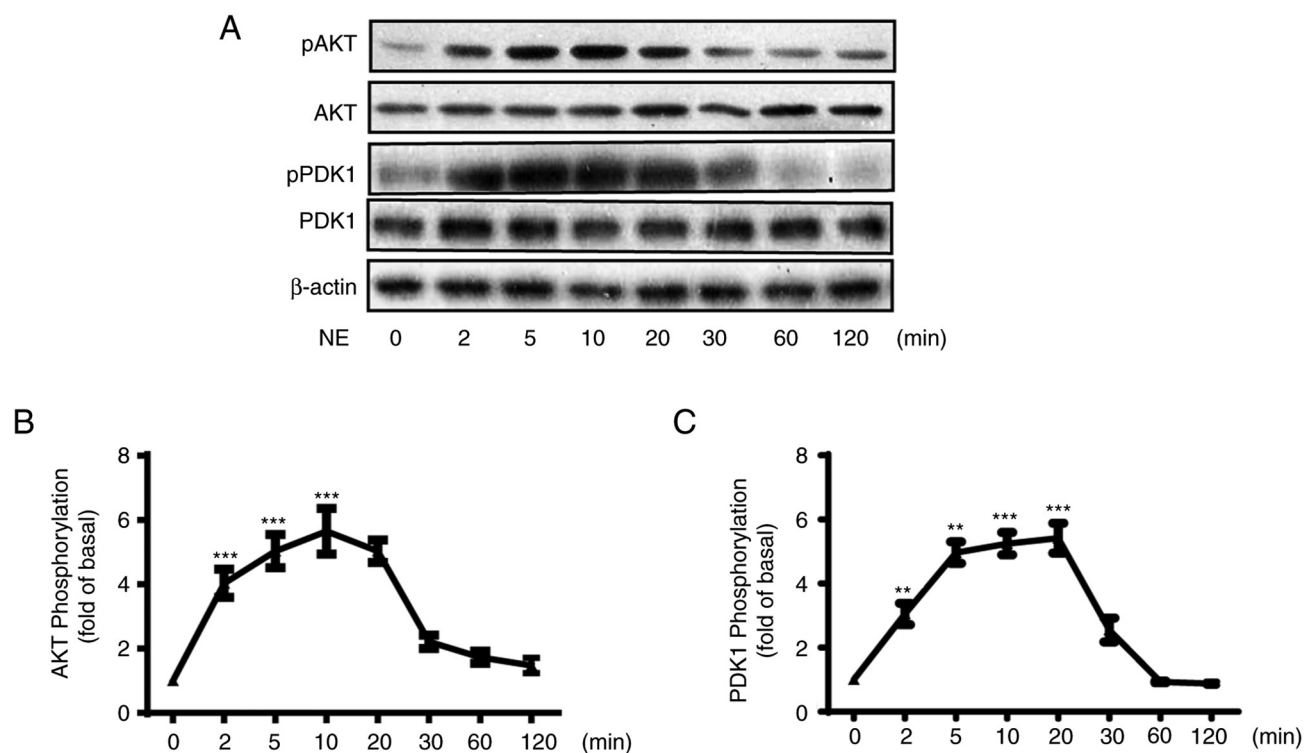 A
pAKT
AKT
pPDK1
PDK1
β-actin
NE 0 2 5 10 20 30 60 120 (min)
B
AKT Phosphorylation
(fold of basal)
8
6
4
2
0
***
***
***
0 2 5 10 20 30 60 120 (min)
C
PDK1 Phosphorylation
(fold of basal)
8
6
4
2
0
**
**
***
***
0 2 5 10 20 30 60 120 (min)